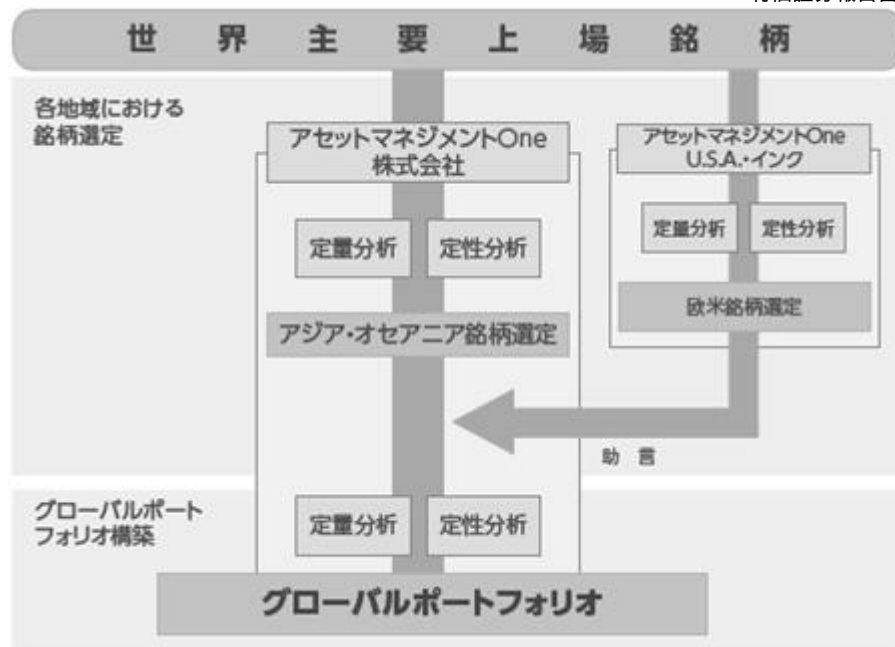 世界主要上場銘柄
各地域における
銘柄選定
アセットマネジメントOne
株式会社
定量分析
定性分析
アジア・オセアニア銘柄選定
アセットマネジメントOne
U.S.A.・インク
定量分析
定性分析
欧米銘柄選定
助言
グローバルポート
フォリオ構築
定量分析
定性分析
グローバルポートフォリオ